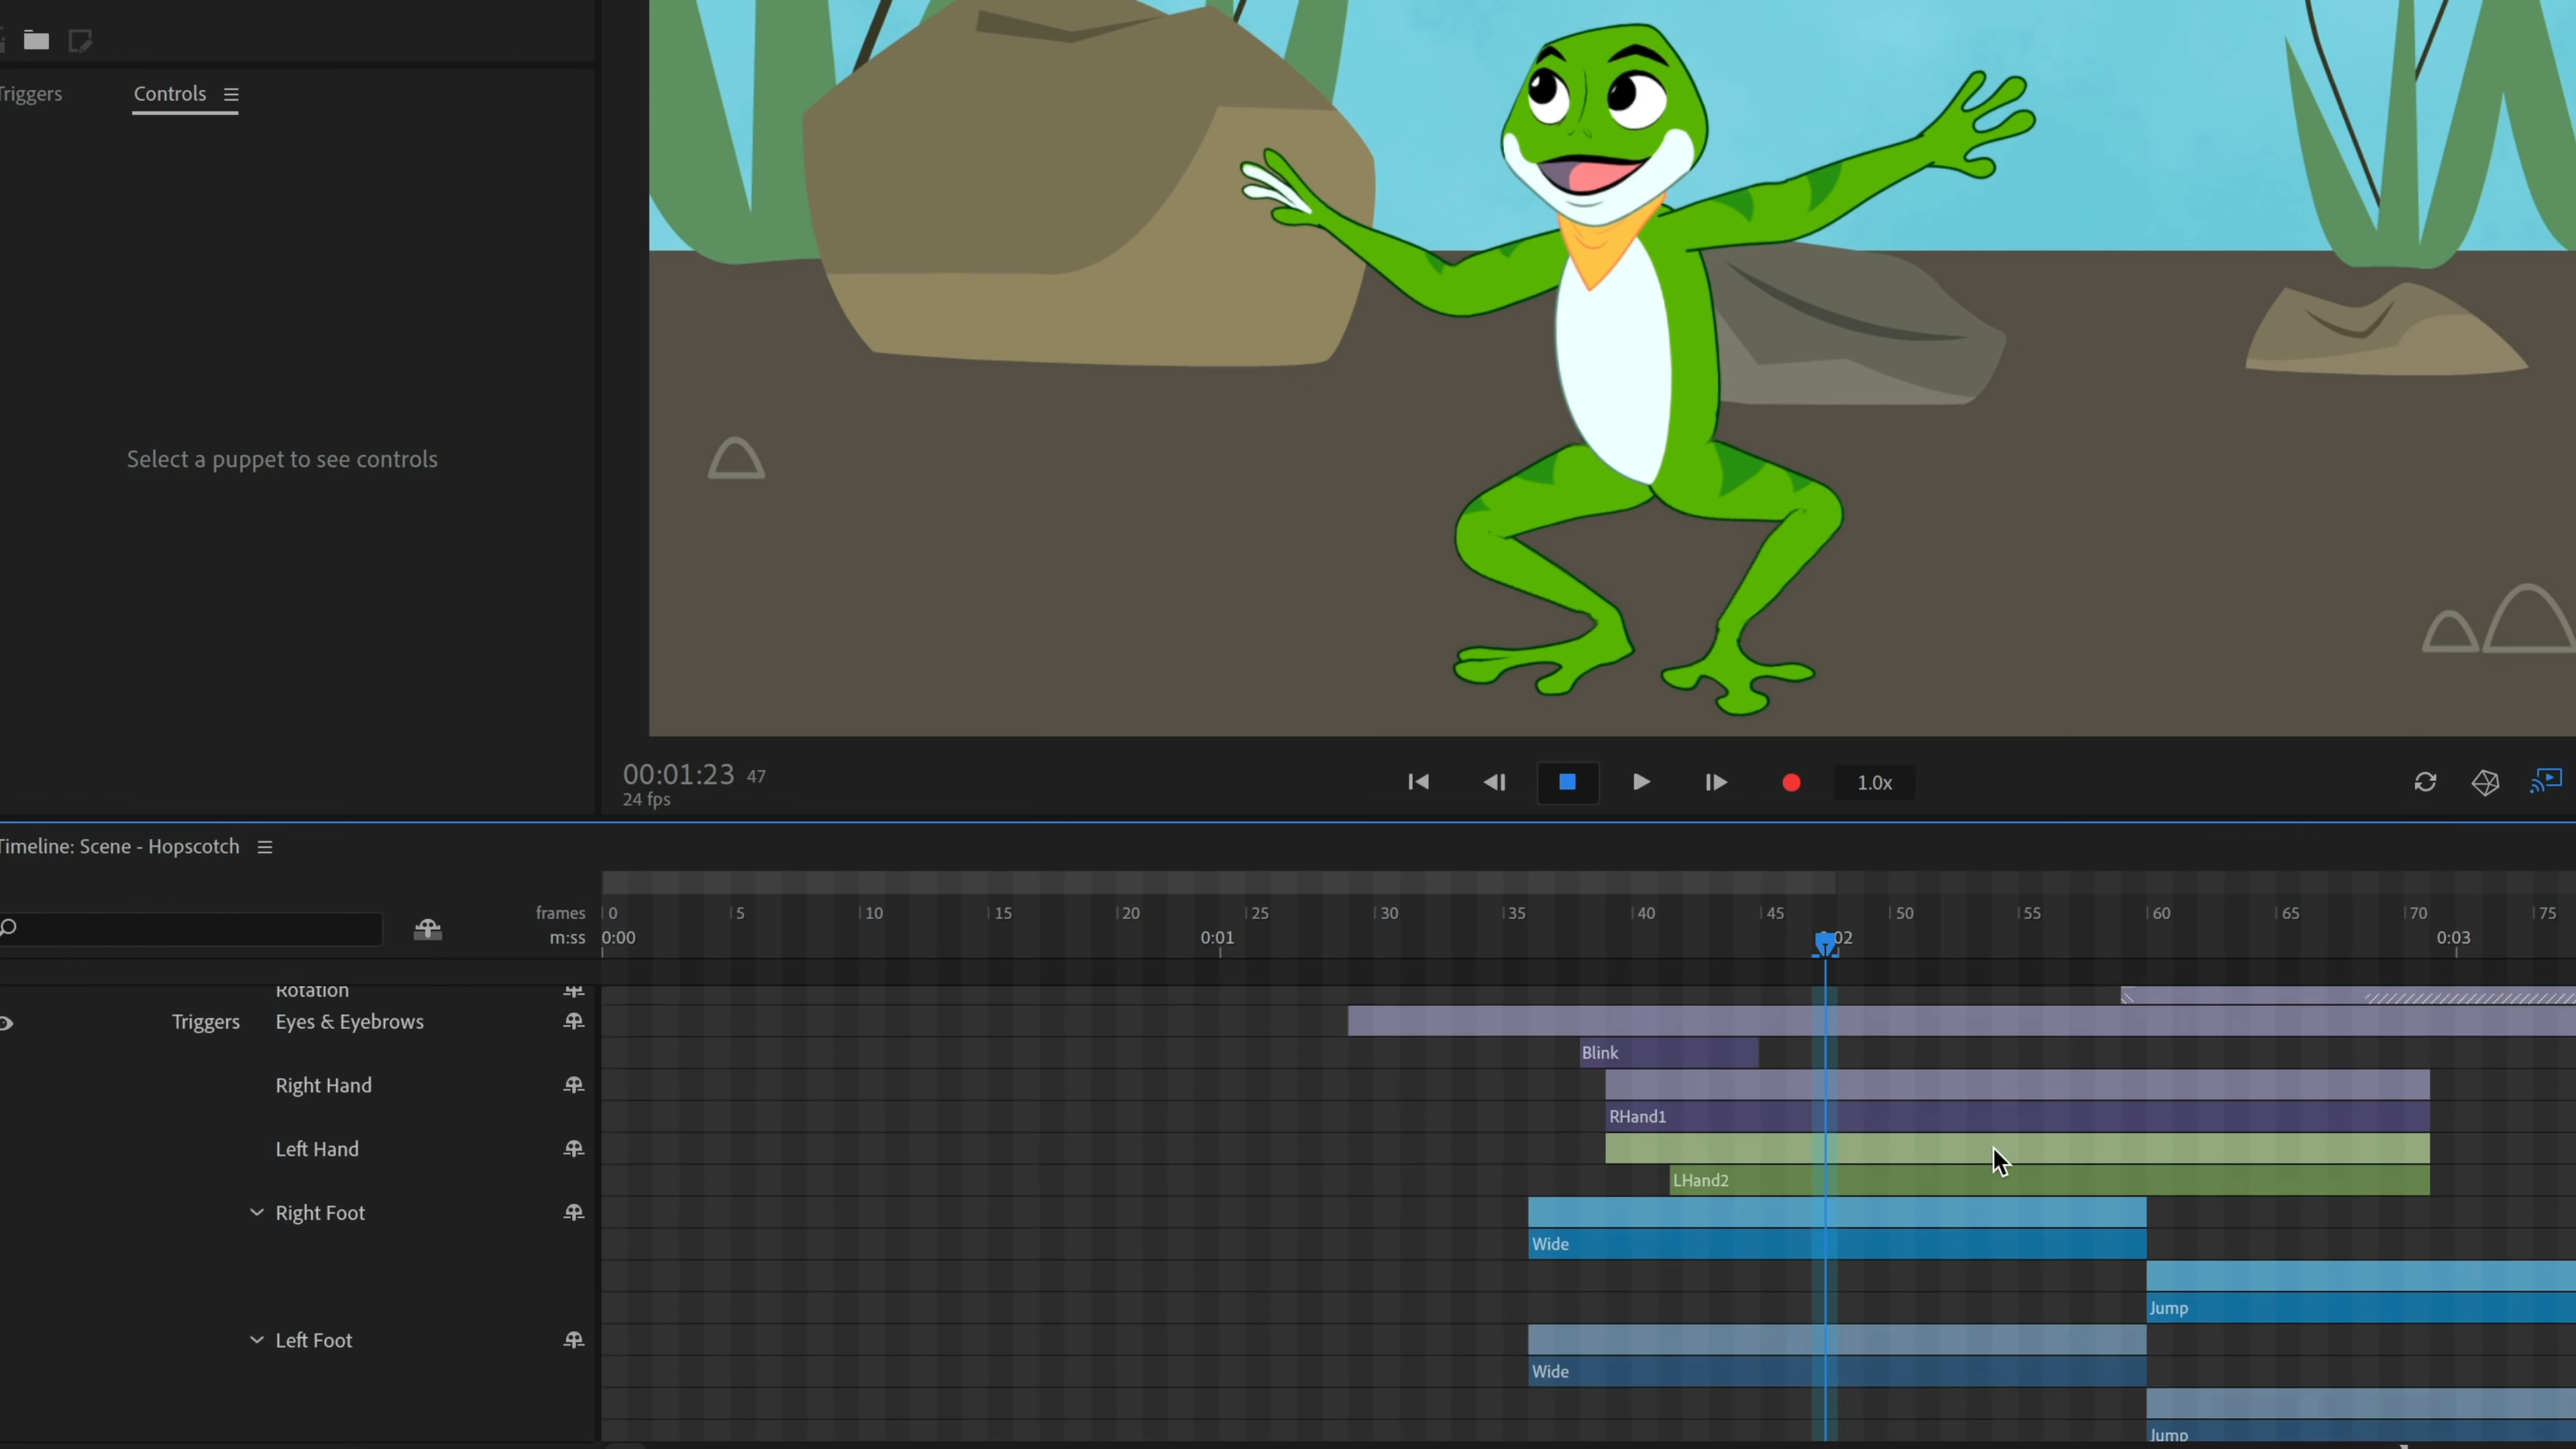 Triggers Controls
Select a puppet to see controls
00:01:23 47
24 fps
1.0x
Timeline: Scene - Hopscotch
frames 0 5 10 15 20 25 30 35 40 45 50 55 60 65 70 75
m:ss 0:00 0:01 0:02 0:03
Rotation
Triggers Eyes & Eyebrows
Blink
Right Hand
RHand1
Left Hand
LHand2
Right Foot
Wide
Jump
Left Foot
Wide
Jump